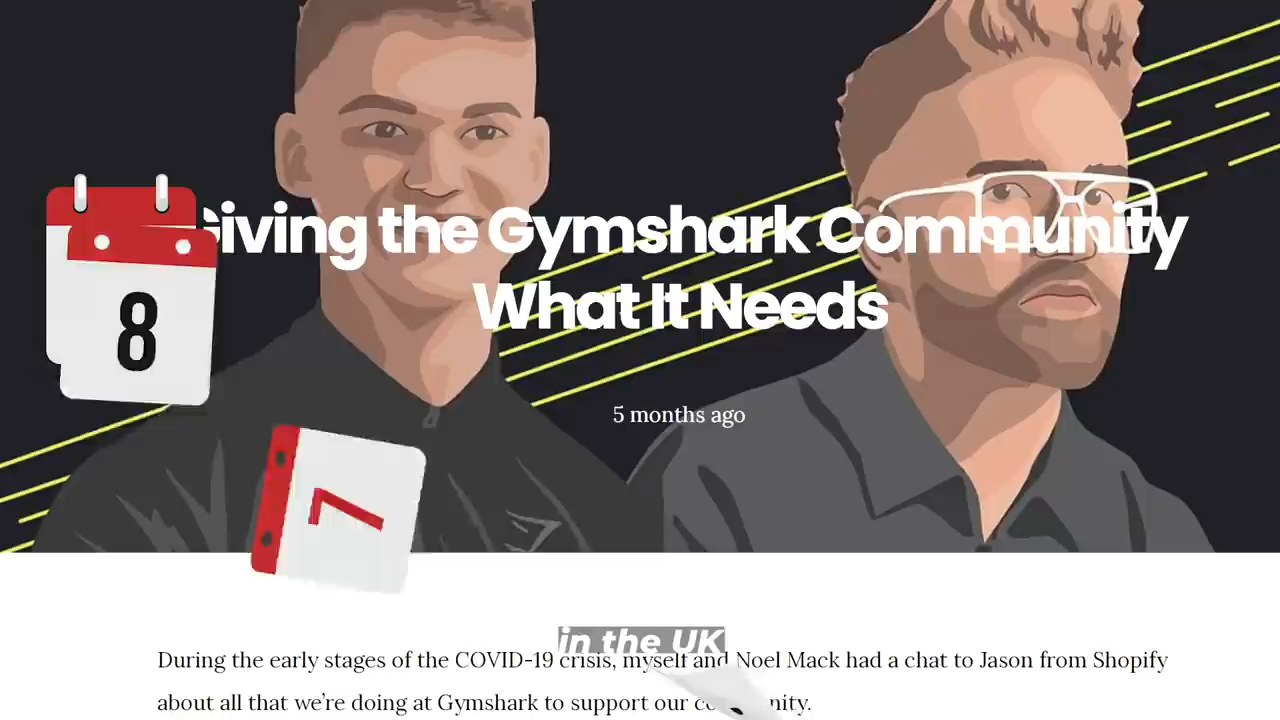 Giving the Gymshark Community
What It Needs
8
5 months ago
7
in the UK
During the early stages of the COVID-19 crisis, myself and Noel Mack had a chat to Jason from Shopify
about all that we’re doing at Gymshark to support our